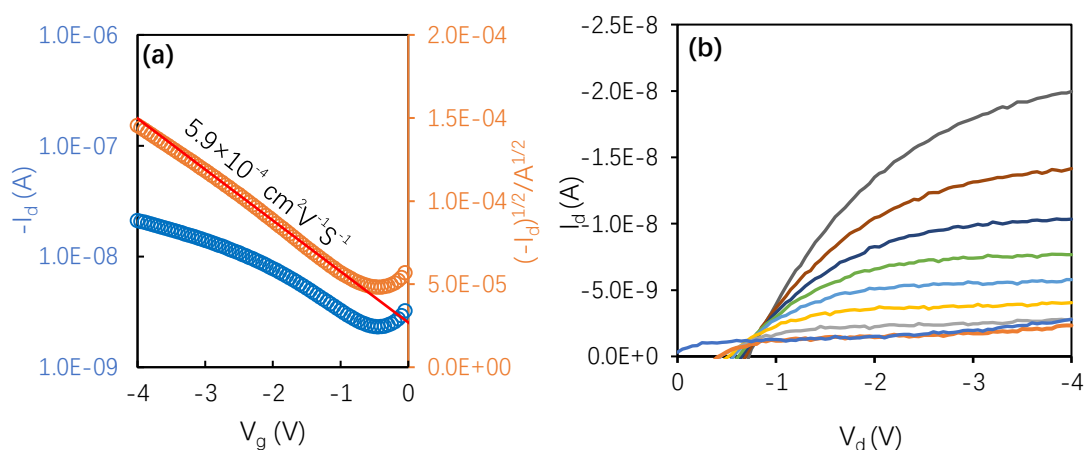 (a)
1.0E-06
1.0E-07
1.0E-08
1.0E-09
-I_d (A)
2.0E-04
1.5E-04
1.0E-04
5.0E-05
0.0E+00
(-I_d)^{1/2}/A^{1/2}
5.9×10^{-4} cm^2V^{-1}S^{-1}
-4 -3 -2 -1 0
V_g (V)
(b)
-2.5E-8
-2.0E-8
-1.5E-8
-1.0E-8
-5.0E-9
0.0E+0
I_d (A)
0 -1 -2 -3 -4
V_d (V)